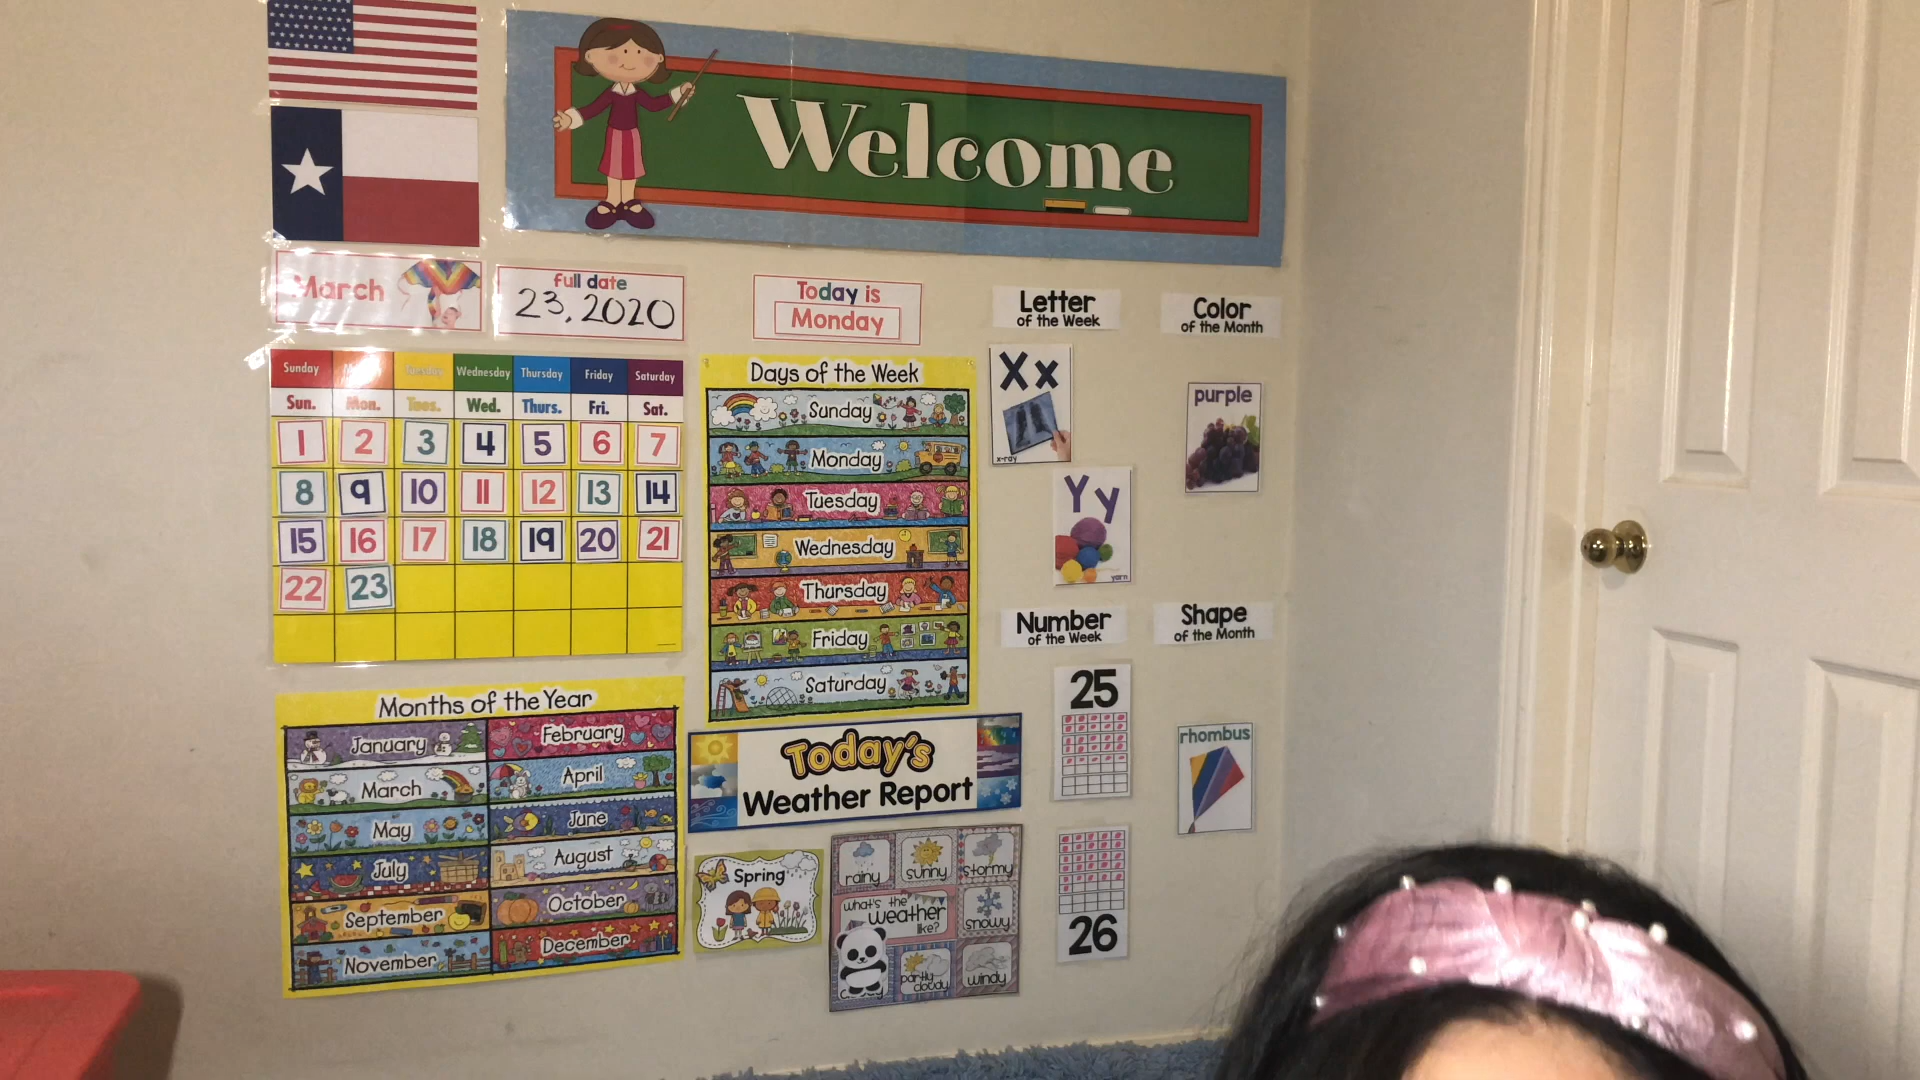 Welcome
March
full date
23, 2020
Today is
Monday
Letter
of the Week
Color
of the Month
Sunday Tuesday Wednesday Thursday Friday Saturday
Sun. Mon. Tues. Wed. Thurs. Fri. Sat.
1 2 3 4 5 6 7
8 9 10 11 12 13 14
15 16 17 18 19 20 21
22 23
Days of the Week
Sunday
Monday
Tuesday
Wednesday
Thursday
Friday
Saturday
Xx
x-ray
Yy
yarn
purple
Number
of the Week
Shape
of the Month
25
26
rhombus
Months of the Year
January February
March April
May June
July August
September October
November December
Today's
Weather Report
Spring
rainy sunny stormy
what's the
weather
like?
snowy
partly
cloudy
windy